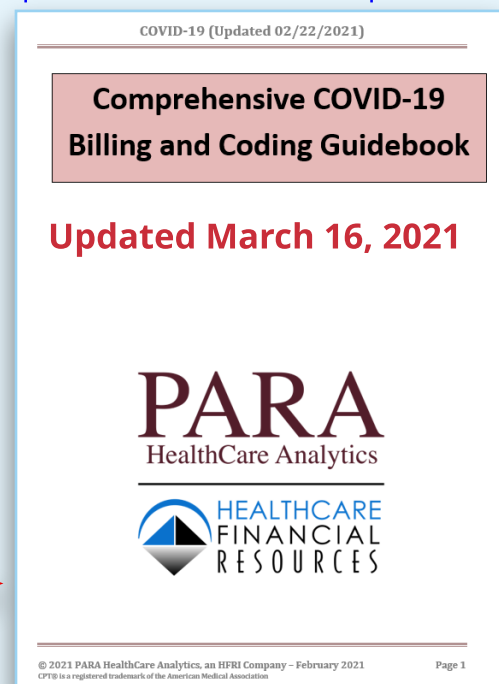 COVID-19 (Updated 02/22/2021)
Comprehensive COVID-19
Billing and Coding Guidebook
Updated March 16, 2021
PARA
HealthCare Analytics
HEALTHCARE
FINANCIAL
RESOURCES
© 2021 PARA HealthCare Analytics, an HFRI Company – February 2021 Page 1
CPT® is a registered trademark of the American Medical Association